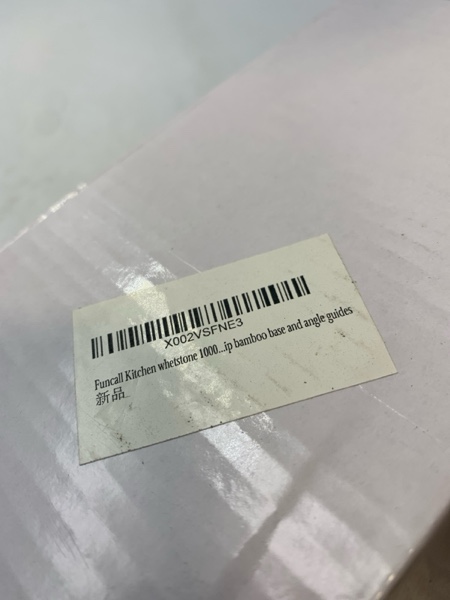 X002VSFNE3
Funcall Kitchen whetstone 1000...ip bamboo base and angle guides
新品